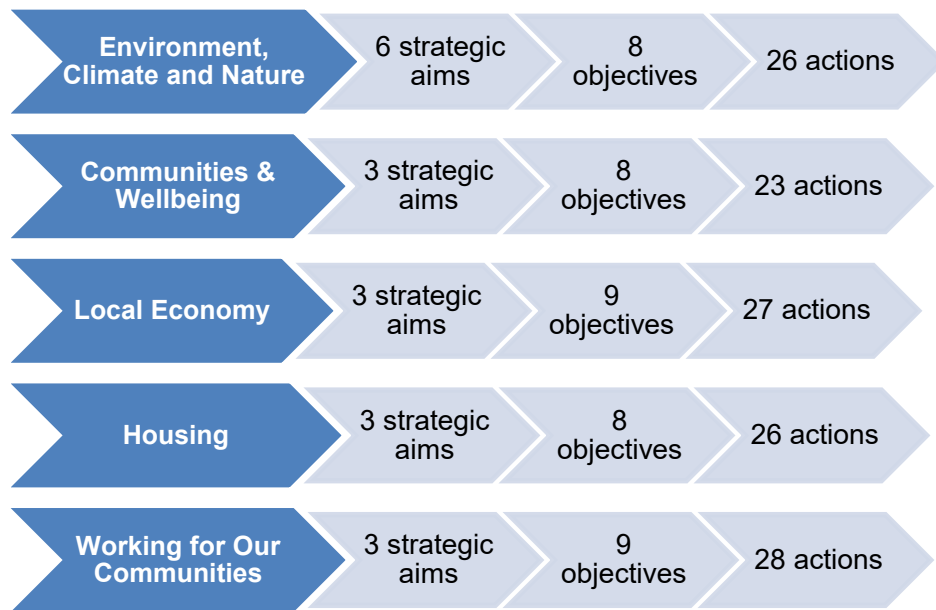 Environment,
Climate and Nature
6 strategic
aims
8
objectives
26 actions
Communities &
Wellbeing
3 strategic
aims
8
objectives
23 actions
Local Economy
3 strategic
aims
9
objectives
27 actions
Housing
3 strategic
aims
8
objectives
26 actions
Working for Our
Communities
3 strategic
aims
9
objectives
28 actions